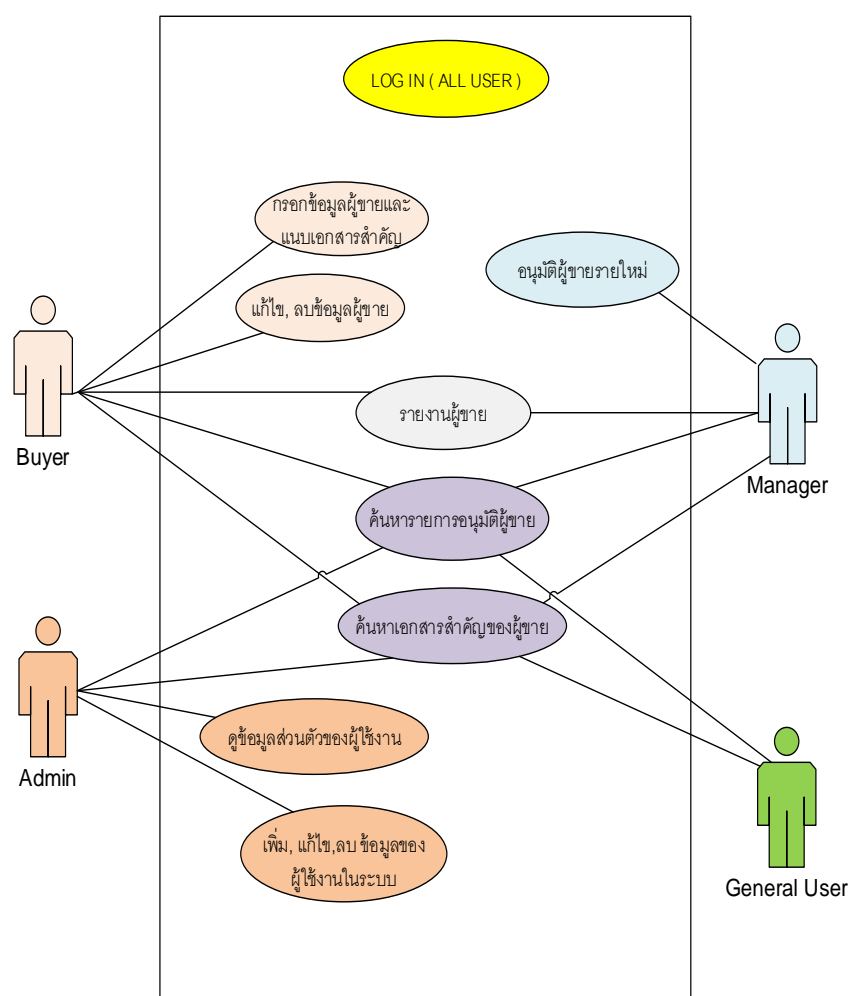 LOG IN ( ALL USER )
กรอกข้อมูลผู้ขายและ
แนบเอกสารสำคัญ
อนุมัติผู้ขายรายใหม่
แก้ไข, ลบข้อมูลผู้ขาย
รายงานผู้ขาย
Buyer
Manager
ค้นหารายการอนุมัติผู้ขาย
ค้นหาเอกสารสำคัญของผู้ขาย
ดูข้อมูลส่วนตัวของผู้ใช้งาน
Admin
เพิ่ม, แก้ไข,ลบ ข้อมูลของ
ผู้ใช้งานในระบบ
General User